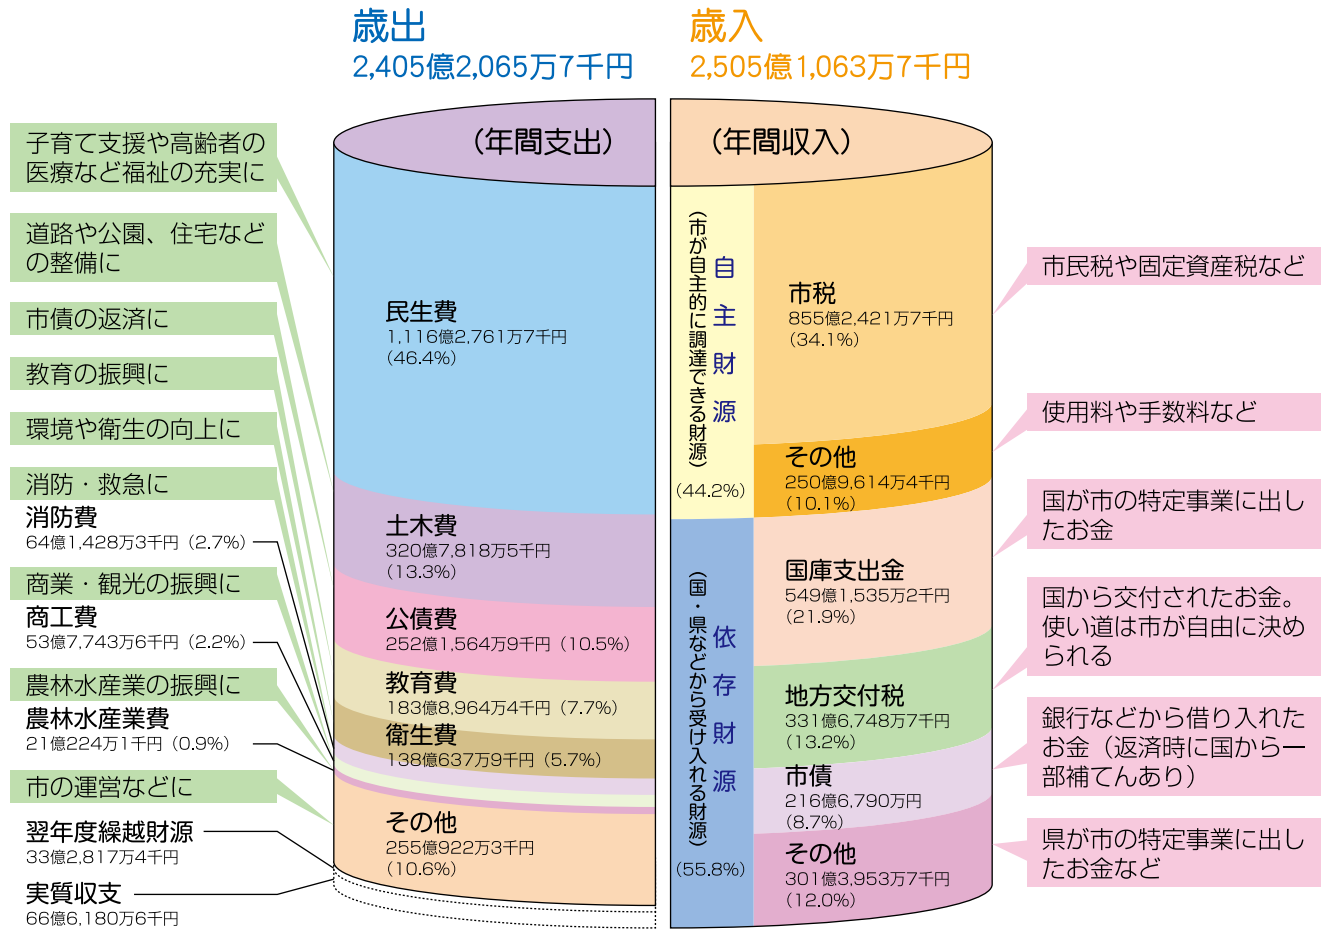 歳出
2,405億2,065万7千円
歳入
2,505億1,063万7千円
（年間支出）
（年間収入）
子育て支援や高齢者の
医療など福祉の充実に
道路や公園、住宅など
の整備に
市債の返済に
教育の振興に
環境や衛生の向上に
消防・救急に
消防費
64億1,428万3千円（2.7%）
商業・観光の振興に
商工費
53億7,743万6千円（2.2%）
農林水産業の振興に
農林水産業費
21億224万1千円（0.9%）
市の運営などに
翌年度繰越財源
33億2,817万4千円
実質収支
66億6,180万6千円
民生費
1,116億2,761万7千円
（46.4%）
土木費
320億7,818万5千円
（13.3%）
公債費
252億1,564万9千円（10.5%）
教育費
183億8,964万4千円（7.7%）
衛生費
138億637万9千円（5.7%）
その他
255億922万3千円
（10.6%）
自主財源
（市が自主的に調達できる財源）
（44.2%）
依存財源
（国・県などから受け入れる財源）
（55.8%）
市税
855億2,421万7千円
（34.1%）
その他
250億9,614万4千円
（10.1%）
国庫支出金
549億1,535万2千円
（21.9%）
地方交付税
331億6,748万7千円
（13.2%）
市債
216億6,790万円
（8.7%）
その他
301億3,953万7千円
（12.0%）
市民税や固定資産税など
使用料や手数料など
国が市の特定事業に出し
たお金
国から交付されたお金。
使い道は市が自由に決め
られる
銀行などから借り入れた
お金（返済時に国から一
部補てんあり）
県が市の特定事業に出し
たお金など